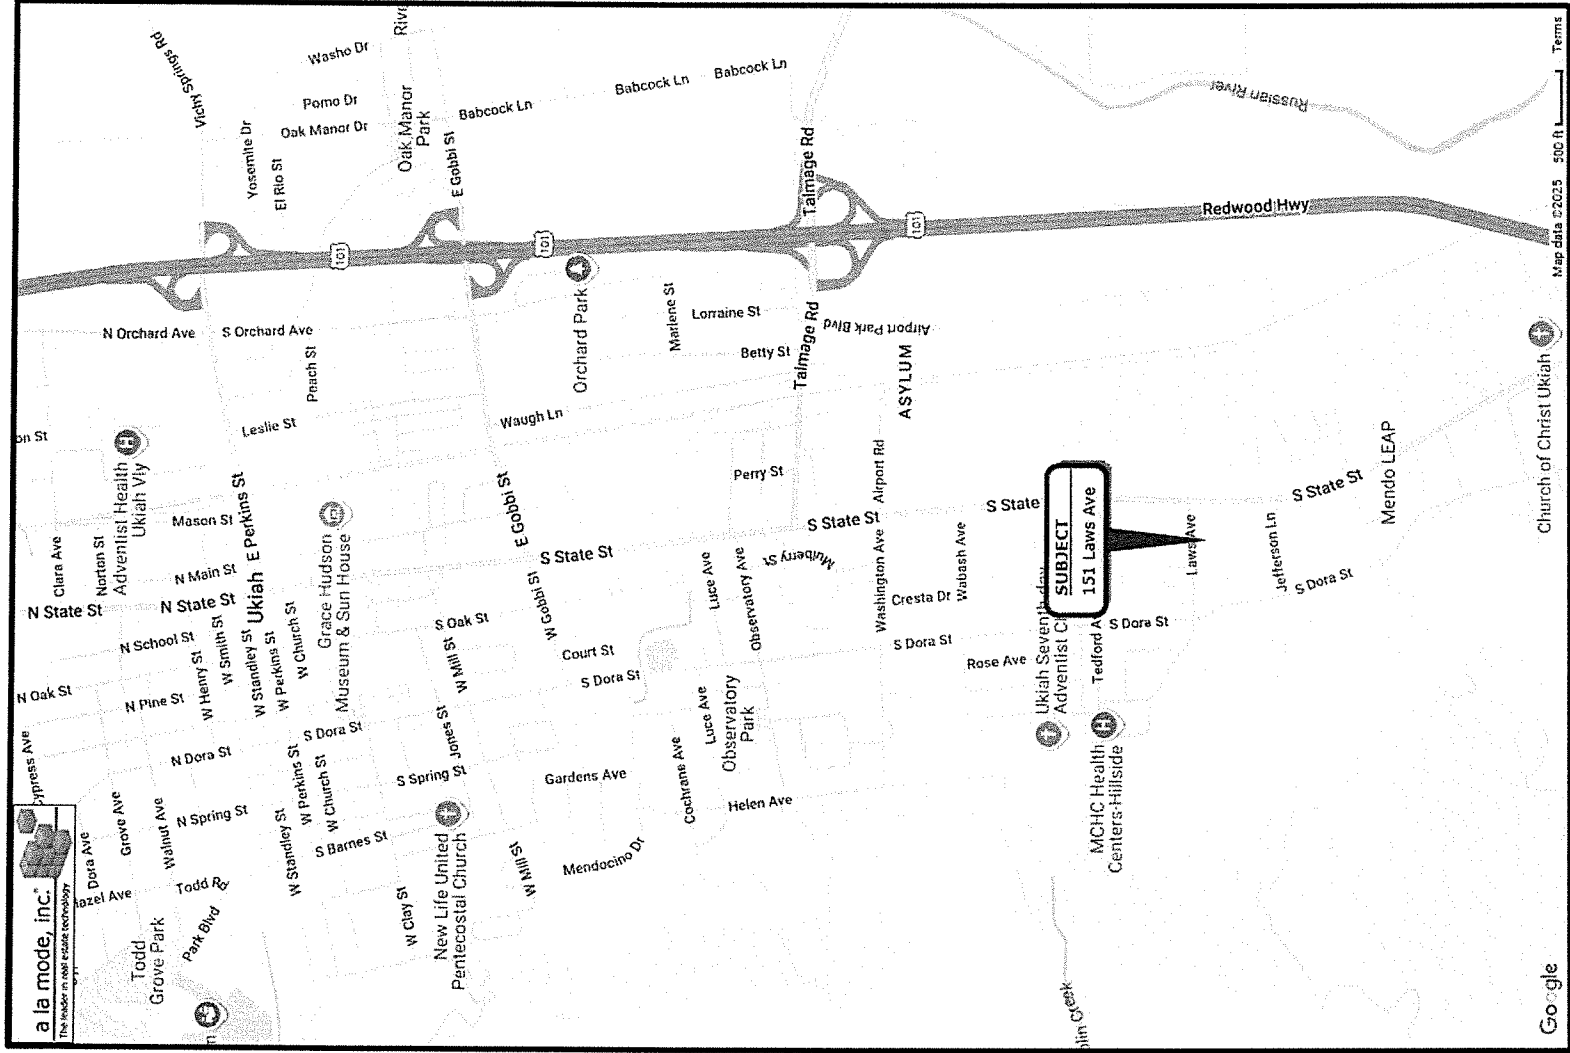 a la mode, inc.®
The leader in real estate technology
Vichy Springs Rd
Washo Dr
Pomo Dr
Oak Manor Dr
Yosemite Dr
El Rio St
Oak Manor
Park
E Gobbi St
Babcock Ln
Babcock Ln
Babcock Ln
Talmage Rd
Russian River
101
101
101
Redwood Hwy
N Orchard Ave
S Orchard Ave
Peach St
Orchard Park
Marlene St
Lorraine St
Betty St
Talmage Rd
Airport Park Blvd
ASYLUM
Leslie St
Waugh Ln
Clara Ave
Norton St
Adventist Health
Ukiah Vly
Mason St
E Perkins St
Grace Hudson
Museum & Sun House
E Gobbi St
Perry St
Airport Rd
S State St
S State St
S State
S State St
Mendo LEAP
Church of Christ Ukiah
N State St
N State St
N Main St
Ukiah
S Oak St
W Gobbi St
Luce Ave
Observatory Ave
Mulberry St
Washington Ave
Wabash Ave
Cresta Dr
SUBJECT
151 Laws Ave
Laws Ave
Jefferson Ln
S Dora St
N School St
W Henry St
W Smith St
W Standley St
W Perkins St
W Church St
W Mill St
Court St
S Dora St
S Dora St
Rose Ave
Ukiah Seventh-day
Tedford A
S Dora St
N Oak St
N Pine St
N Dora St
S Dora St
Jones St
S Spring St
Gardens Ave
Cochrane Ave
Luce Ave
Observatory
Park
Helen Ave
MCHC Health
Centers-Hillside
Grove Ave
Walnut Ave
N Spring St
W Standley St
W Perkins St
W Church St
S Barnes St
New Life United
Pentecostal Church
W Clay St
W Mill St
Mendocino Dr
Dora Ave
Todd Rd
Park Blvd
Todd
Grove Park
Google
Map data ©2025
500 ft
Terms